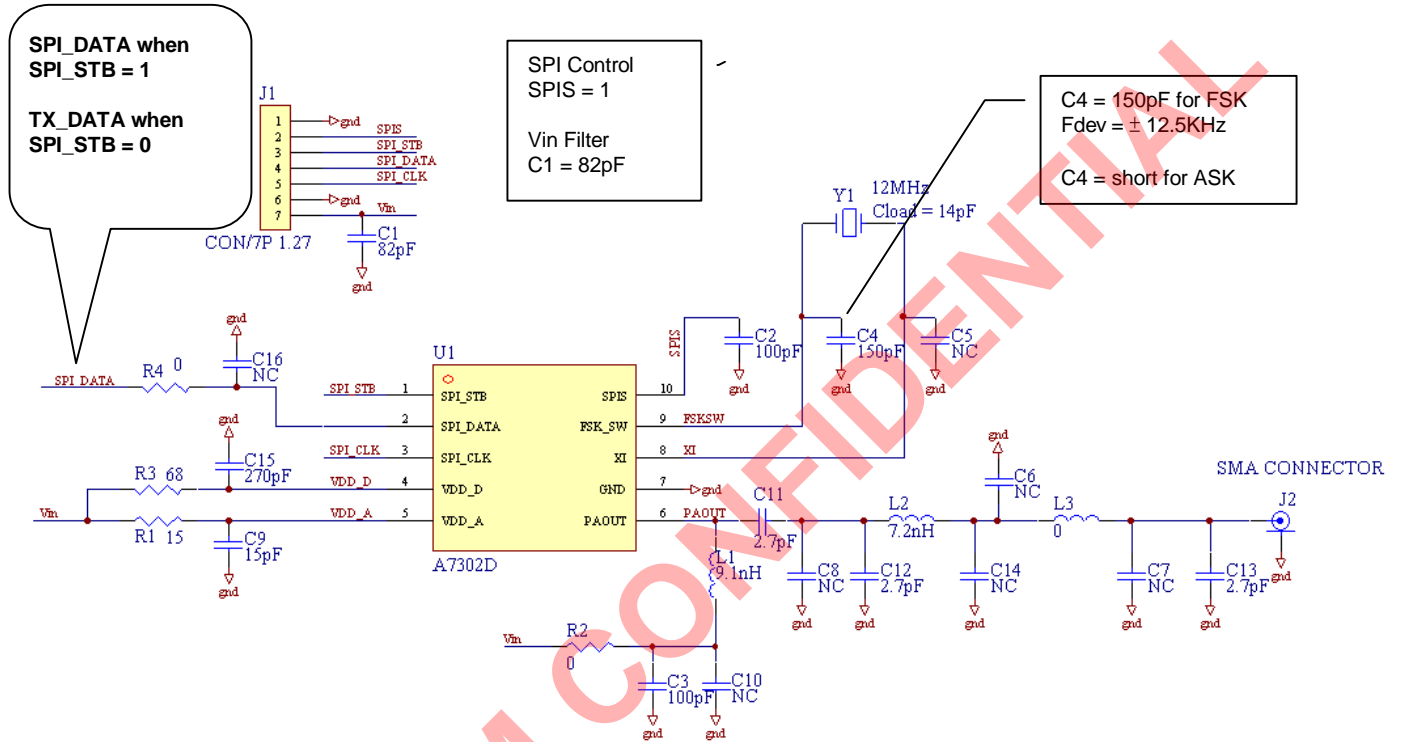 SPI_DATA when
SPI_STB = 1
TX_DATA when
SPI_STB = 0
SPI Control
SPIS = 1
Vin Filter
C1 = 82pF
C4 = 150pF for FSK
Fdev = ± 12.5KHz
C4 = short for ASK
J1
1
gnd
2
SPIS
3
SPI_STB
4
SPI_DATA
5
SPI_CLK
6
gnd
7
Vin
CON/7P 1.27
C1
82pF
gnd
Y1
12MHz
Cload = 14pF
gnd
C16
NC
SPI DATA
R4
0
gnd
C15
270pF
R3 68
Vin
R1 15
C9
15pF
gnd
U1
SPI STB
1
SPI_STB
2
SPI_DATA
SPI_CLK
3
SPI_CLK
VDD_D
4
VDD_D
VDD_A
5
VDD_A
SPIS
10
SPIS
FSK_SW
9
FSKSW
XI
8
XI
GND
7
gnd
PAOUT
6
PAOUT
A7302D
C2
100pF
gnd
C4
150pF
gnd
C5
NC
gnd
C11
2.7pF
L1
9.1nH
Vin
R2
0
C3
100pF
gnd
C10
NC
gnd
C8
NC
gnd
C12
2.7pF
gnd
L2
7.2nH
C14
NC
gnd
gnd
C6
NC
L3
0
C7
NC
gnd
C13
2.7pF
gnd
SMA CONNECTOR
J2
gnd
M CONFIDENTIAL